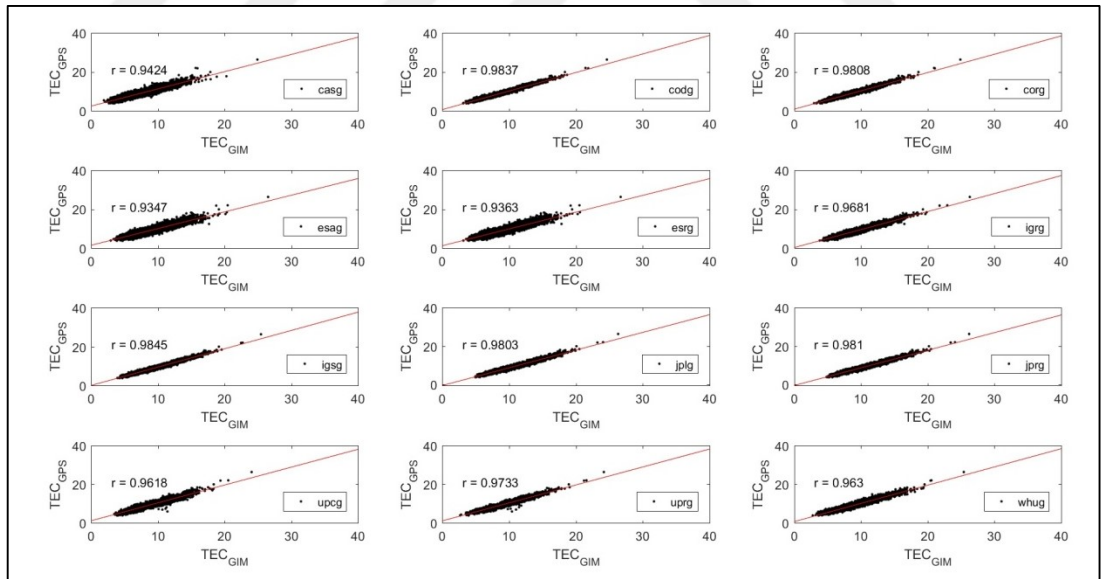 40
20
0
TEC_GPS
r = 0.9424
casg
0 10 20 30 40
TEC_GIM
40
20
0
TEC_GPS
r = 0.9837
codg
0 10 20 30 40
TEC_GIM
40
20
0
TEC_GPS
r = 0.9808
corg
0 10 20 30 40
TEC_GIM
40
20
0
TEC_GPS
r = 0.9347
esag
0 10 20 30 40
TEC_GIM
40
20
0
TEC_GPS
r = 0.9363
esrg
0 10 20 30 40
TEC_GIM
40
20
0
TEC_GPS
r = 0.9681
igrg
0 10 20 30 40
TEC_GIM
40
20
0
TEC_GPS
r = 0.9845
igsg
0 10 20 30 40
TEC_GIM
40
20
0
TEC_GPS
r = 0.9803
jplg
0 10 20 30 40
TEC_GIM
40
20
0
TEC_GPS
r = 0.981
jprg
0 10 20 30 40
TEC_GIM
40
20
0
TEC_GPS
r = 0.9618
upcg
0 10 20 30 40
TEC_GIM
40
20
0
TEC_GPS
r = 0.9733
uprg
0 10 20 30 40
TEC_GIM
40
20
0
TEC_GPS
r = 0.963
whug
0 10 20 30 40
TEC_GIM